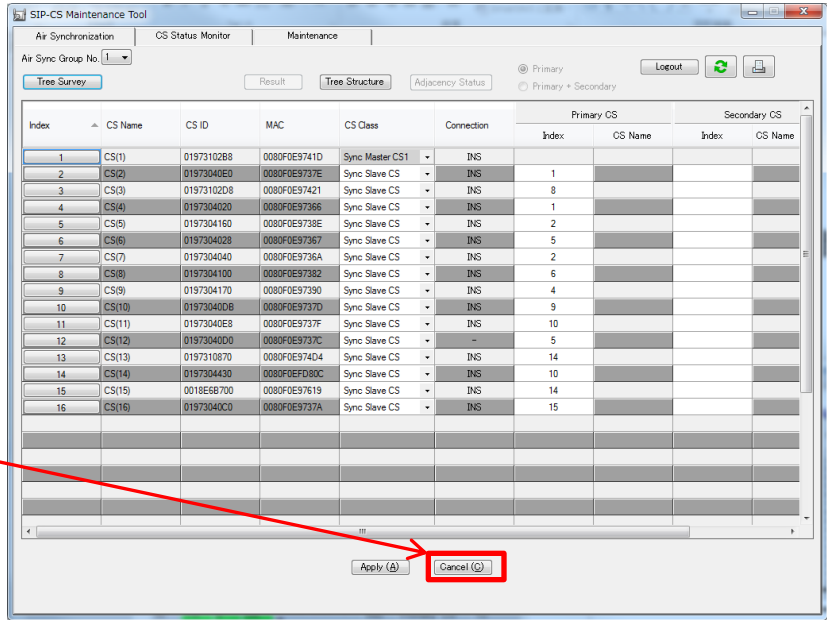 SIP-CS Maintenance Tool
Air Synchronization CS Status Monitor Maintenance
Air Sync Group No. 1
Primary Logout
Tree Survey Result Tree Structure Adjacency Status
Primary + Secondary
Index CS Name CS ID MAC CS Class Connection Primary CS Secondary CS
Index CS Name Index CS Name
1 CS(1) 01973102B8 0080F0E9741D Sync Master CS1 INS
2 CS(2) 01973040E0 0080F0E9737E Sync Slave CS INS 1
3 CS(3) 01973102D8 0080F0E97421 Sync Slave CS INS 8
4 CS(4) 0197304020 0080F0E97366 Sync Slave CS INS 1
5 CS(5) 0197304160 0080F0E9738E Sync Slave CS INS 2
6 CS(6) 0197304028 0080F0E97367 Sync Slave CS INS 5
7 CS(7) 0197304040 0080F0E9736A Sync Slave CS INS 2
8 CS(8) 0197304100 0080F0E97382 Sync Slave CS INS 6
9 CS(9) 0197304170 0080F0E97390 Sync Slave CS INS 4
10 CS(10) 01973040DB 0080F0E9737D Sync Slave CS INS 9
11 CS(11) 01973040E8 0080F0E9737F Sync Slave CS INS 10
12 CS(12) 01973040D0 0080F0E9737C Sync Slave CS - 5
13 CS(13) 0197310870 0080F0E974D4 Sync Slave CS INS 14
14 CS(14) 0197304430 0080F0EFD80C Sync Slave CS INS 10
15 CS(15) 0018E6B700 0080F0E97619 Sync Slave CS INS 14
16 CS(16) 01973040C0 0080F0E9737A Sync Slave CS INS 15
Apply (A) Cancel (C)